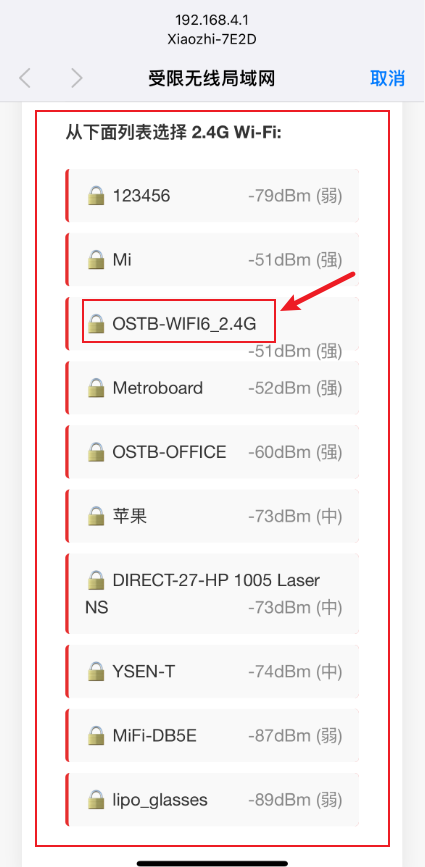 192.168.4.1
Xiaozhi-7E2D
受限无线局域网
取消
从下面列表选择 2.4G Wi-Fi:
123456 -79dBm (弱)
Mi -51dBm (强)
OSTB-WIFI6_2.4G
-51dBm (强)
Metroboard -52dBm (强)
OSTB-OFFICE -60dBm (强)
苹果 -73dBm (中)
DIRECT-27-HP 1005 Laser
NS -73dBm (中)
YSEN-T -74dBm (中)
MiFi-DB5E -87dBm (弱)
lipo_glasses -89dBm (弱)